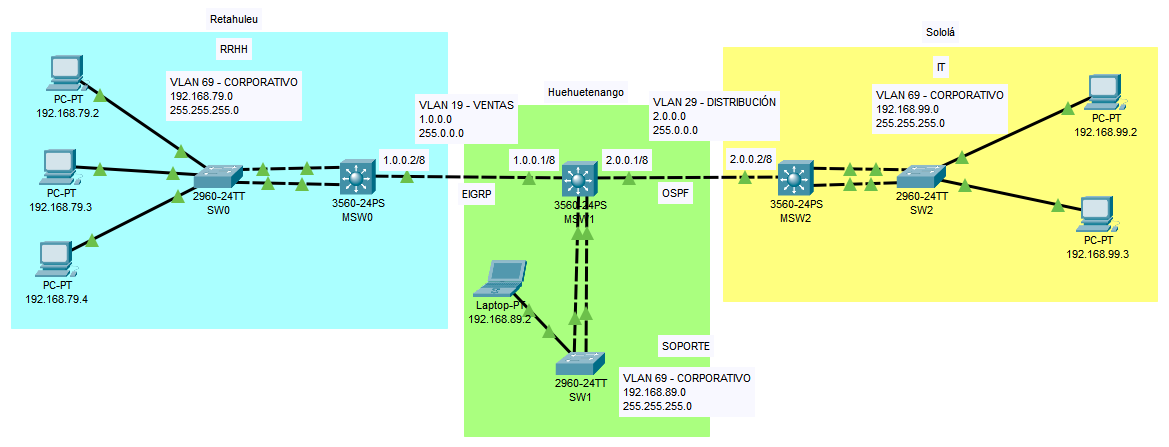 Retahuleu
RRHH
PC-PT
192.168.79.2
VLAN 69 - CORPORATIVO
192.168.79.0
255.255.255.0
PC-PT
192.168.79.3
2960-24TT
SW0
PC-PT
192.168.79.4
3560-24PS
MSW0
1.0.0.2/8
VLAN 19 - VENTAS
1.0.0.0
255.0.0.0
EIGRP
Huehuetenango
1.0.0.1/8
2.0.0.1/8
3560-24PS
MSW1
VLAN 29 - DISTRIBUCIÓN
2.0.0.0
255.0.0.0
OSPF
Laptop-PT
192.168.89.2
2960-24TT
SW1
SOPORTE
VLAN 69 - CORPORATIVO
192.168.89.0
255.255.255.0
Sololá
IT
2.0.0.2/8
3560-24PS
MSW2
VLAN 69 - CORPORATIVO
192.168.99.0
255.255.255.0
2960-24TT
SW2
PC-PT
192.168.99.2
PC-PT
192.168.99.3